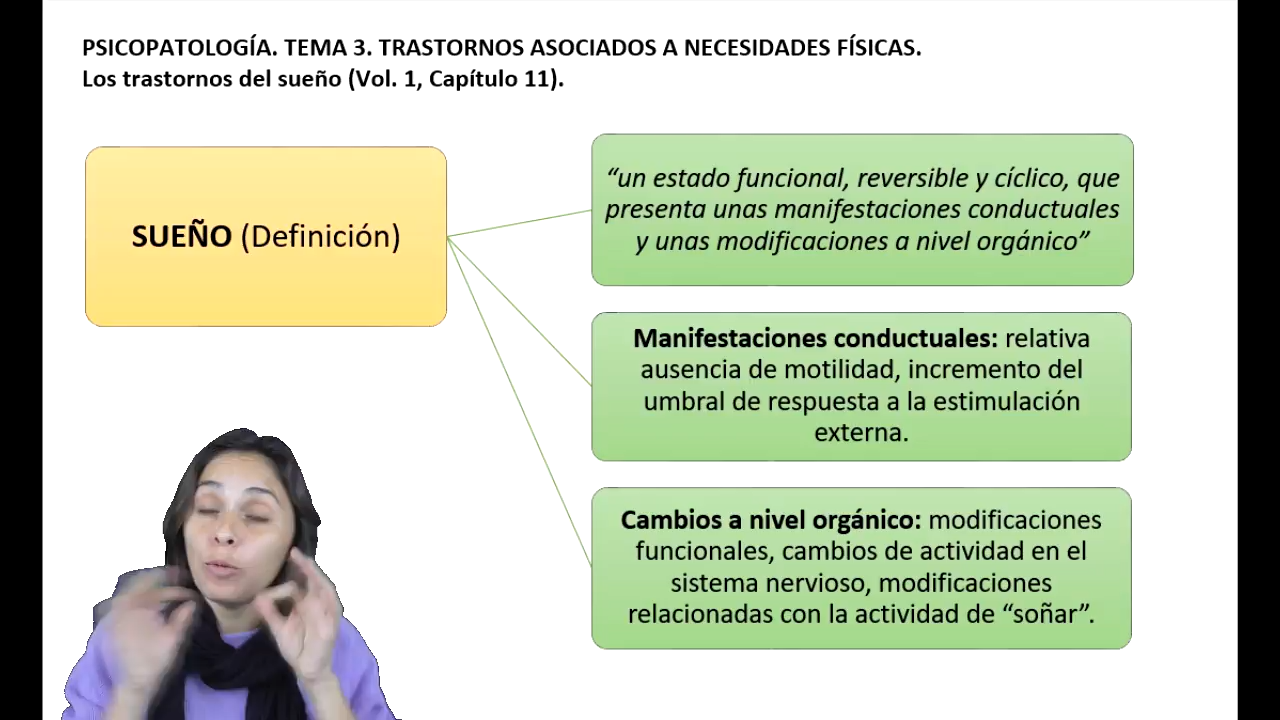 PSICOPATOLOGÍA. TEMA 3. TRASTORNOS ASOCIADOS A NECESIDADES FÍSICAS.
Los trastornos del sueño (Vol. 1, Capítulo 11).
SUEÑO (Definición)
“un estado funcional, reversible y cíclico, que
presenta unas manifestaciones conductuales
y unas modificaciones a nivel orgánico”
Manifestaciones conductuales: relativa
ausencia de motilidad, incremento del
umbral de respuesta a la estimulación
externa.
Cambios a nivel orgánico: modificaciones
funcionales, cambios de actividad en el
sistema nervioso, modificaciones
relacionadas con la actividad de “soñar”.